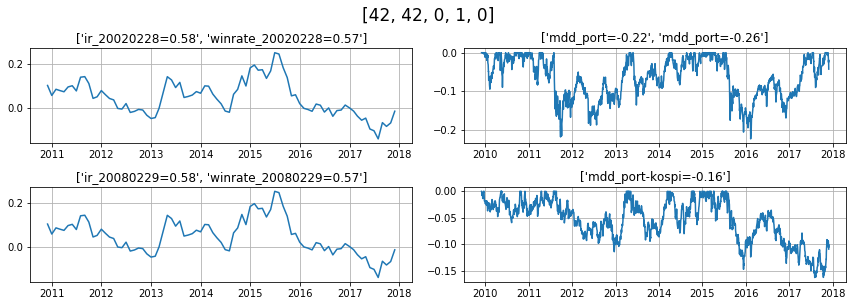 [42, 42, 0, 1, 0]
['ir_20020228=0.58', 'winrate_20020228=0.57']
0.2
0.0
2011 2012 2013 2014 2015 2016 2017 2018
['mdd_port=-0.22', 'mdd_port=-0.26']
0.0
−0.1
−0.2
2010 2011 2012 2013 2014 2015 2016 2017 2018
['ir_20080229=0.58', 'winrate_20080229=0.57']
0.2
0.0
2011 2012 2013 2014 2015 2016 2017 2018
['mdd_port-kospi=-0.16']
0.00
−0.05
−0.10
−0.15
2010 2011 2012 2013 2014 2015 2016 2017 2018